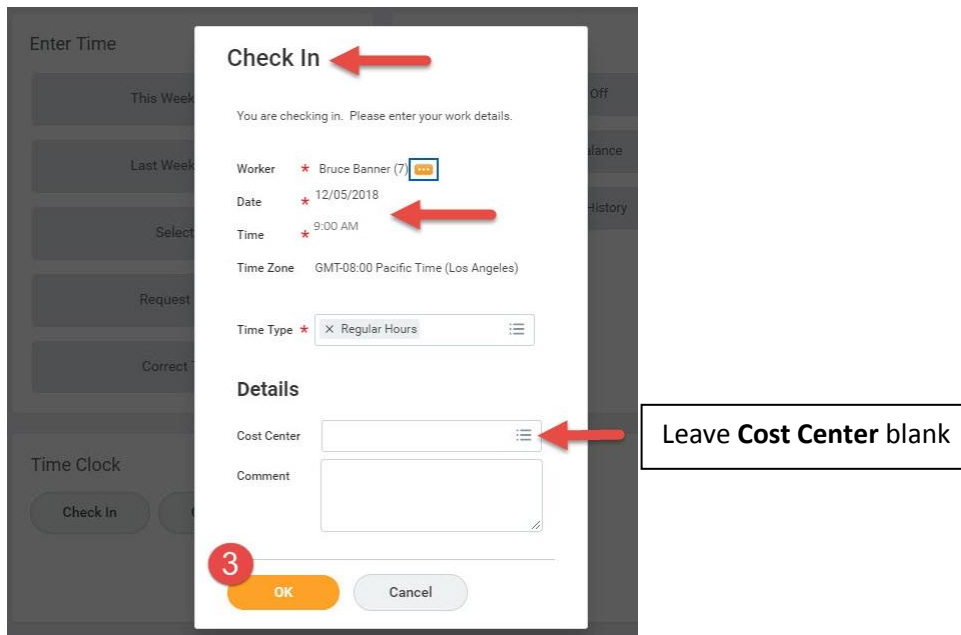 Enter Time
This Week
Last Week
Select
Request
Correct
Off
alance
History
Time Clock
Check In
Check In
You are checking in. Please enter your work details.
Worker * Bruce Banner (7)
Date * 12/05/2018
Time * 9:00 AM
Time Zone GMT-08:00 Pacific Time (Los Angeles)
Time Type * × Regular Hours
Details
Cost Center
Leave Cost Center blank
Comment
3
OK Cancel